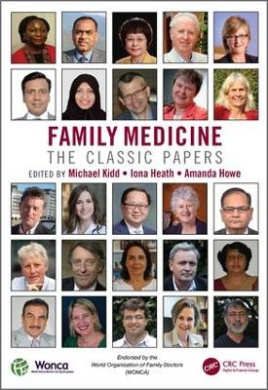 FAMILY MEDICINE
THE CLASSIC PAPERS
EDITED BY Michael Kidd • Iona Heath • Amanda Howe
Wonca
Endorsed by the
World Organization of Family Doctors
(WONCA)
CRC
CRC Press